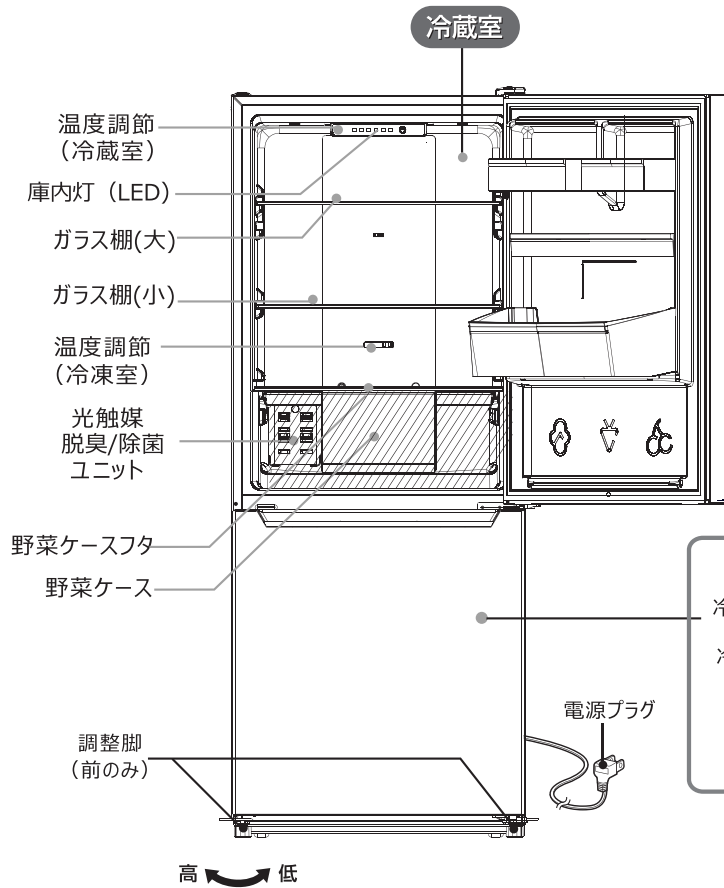 冷蔵室
温度調節
（冷蔵室）
庫内灯（LED）
ガラス棚(大)
ガラス棚(小)
温度調節
（冷凍室）
光触媒
脱臭/除菌
ユニット
野菜ケースフタ
野菜ケース
冷
冷
電源プラグ
調整脚
（前のみ）
高 低